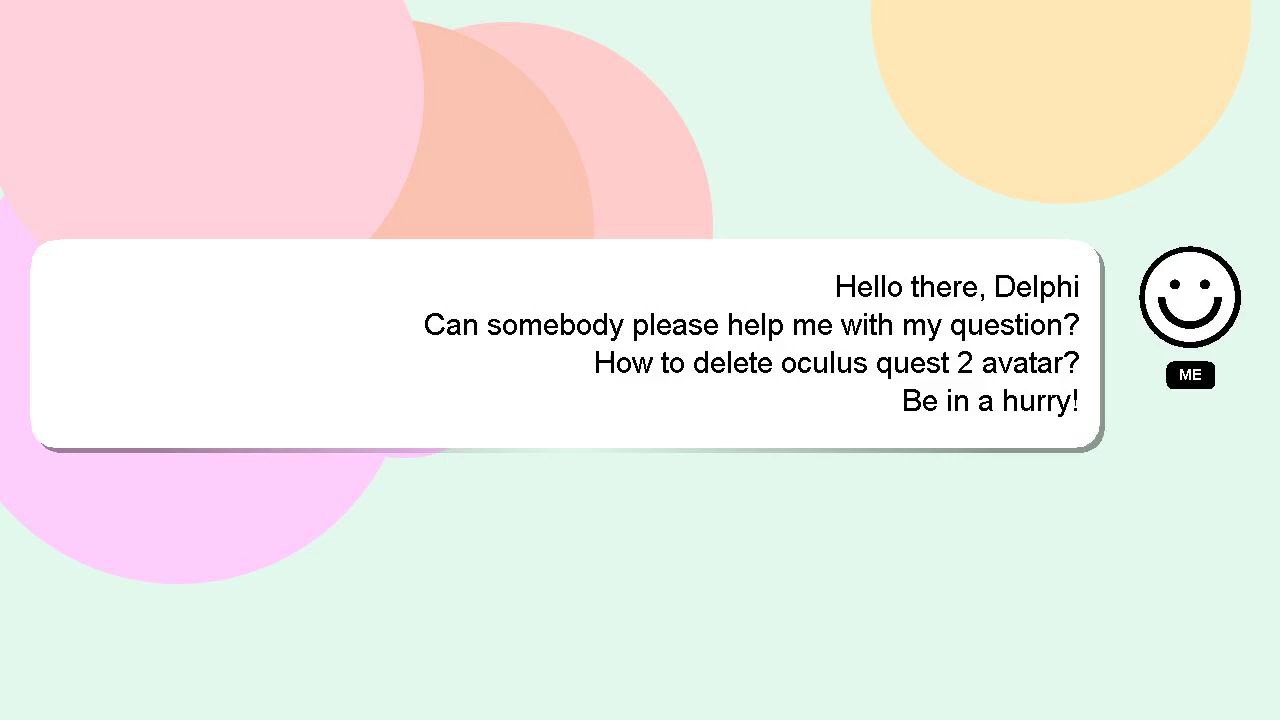 Hello there, Delphi
Can somebody please help me with my question?
How to delete oculus quest 2 avatar?
Be in a hurry!
ME